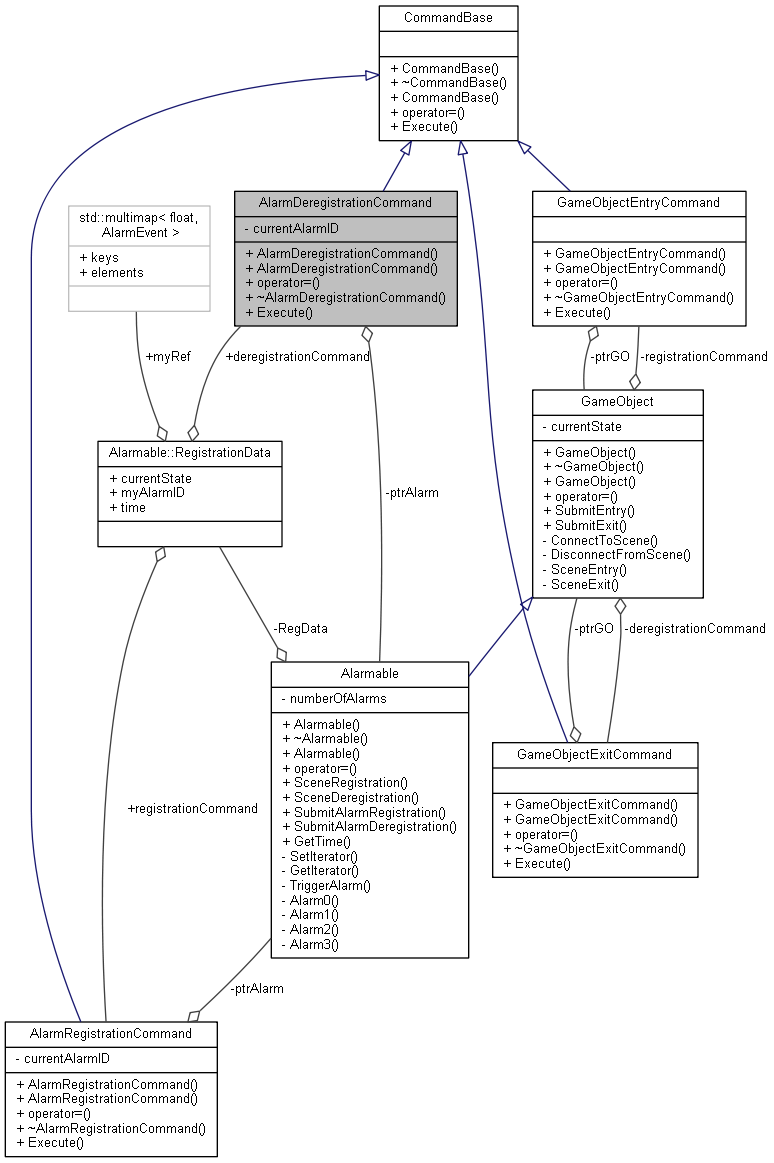 CommandBase
+ CommandBase()
+ ~CommandBase()
+ CommandBase()
+ operator=()
+ Execute()
AlarmDeregistrationCommand
- currentAlarmID
+ AlarmDeregistrationCommand()
+ AlarmDeregistrationCommand()
+ operator=()
+ ~AlarmDeregistrationCommand()
+ Execute()
GameObjectEntryCommand
+ GameObjectEntryCommand()
+ GameObjectEntryCommand()
+ operator=()
+ ~GameObjectEntryCommand()
+ Execute()
std::multimap< float,
AlarmEvent >
+ keys
+ elements
+myRef
+deregistrationCommand
-ptrGO
-registrationCommand
GameObject
- currentState
+ GameObject()
+ ~GameObject()
+ GameObject()
+ operator=()
+ SubmitEntry()
+ SubmitExit()
- ConnectToScene()
- DisconnectFromScene()
- SceneEntry()
- SceneExit()
Alarmable::RegistrationData
+ currentState
+ myAlarmID
+ time
-ptrAlarm
-RegData
-ptrGO
-deregistrationCommand
Alarmable
- numberOfAlarms
+ Alarmable()
+ ~Alarmable()
+ Alarmable()
+ operator=()
+ SceneRegistration()
+ SceneDeregistration()
+ SubmitAlarmRegistration()
+ SubmitAlarmDeregistration()
+ GetTime()
- SetIterator()
- GetIterator()
- TriggerAlarm()
- Alarm0()
- Alarm1()
- Alarm2()
- Alarm3()
GameObjectExitCommand
+ GameObjectExitCommand()
+ GameObjectExitCommand()
+ operator=()
+ ~GameObjectExitCommand()
+ Execute()
+registrationCommand
-ptrAlarm
AlarmRegistrationCommand
- currentAlarmID
+ AlarmRegistrationCommand()
+ AlarmRegistrationCommand()
+ operator=()
+ ~AlarmRegistrationCommand()
+ Execute()